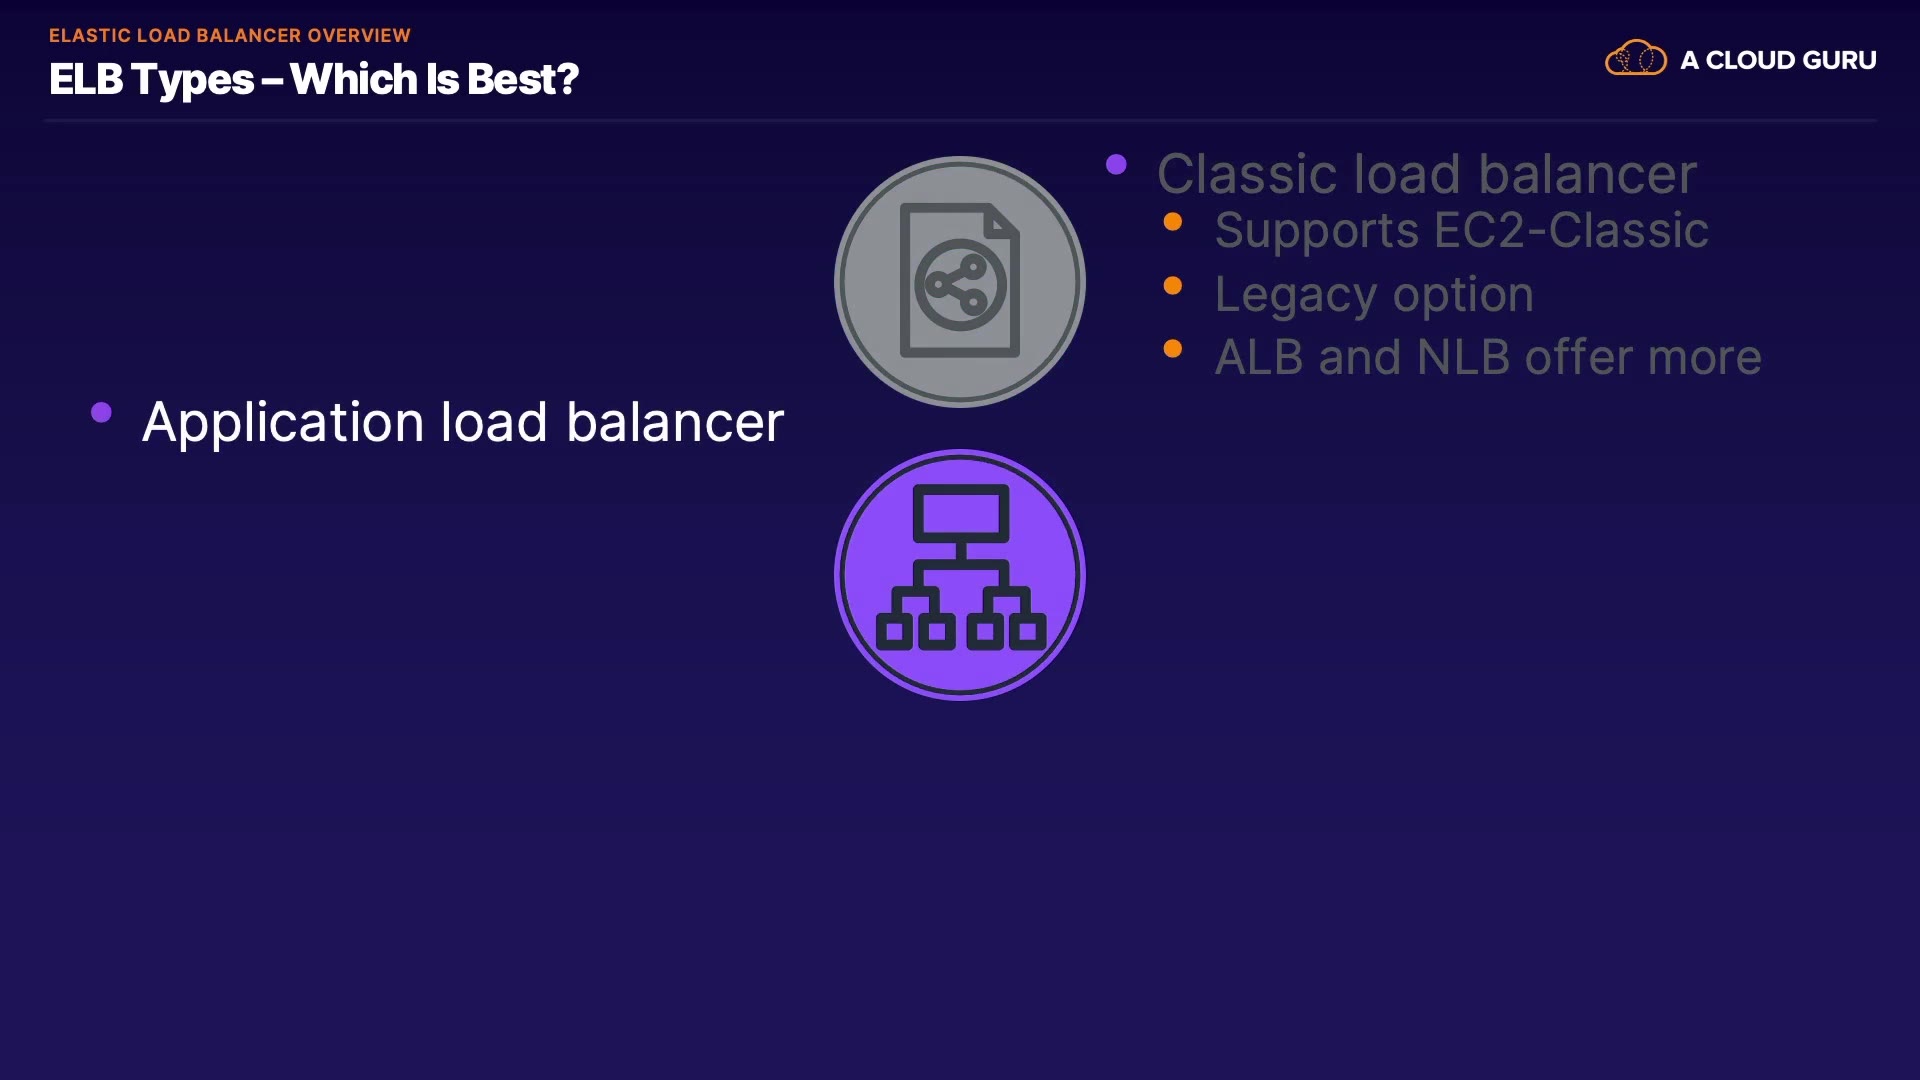 ELASTIC LOAD BALANCER OVERVIEW
ELB Types – Which Is Best?
A CLOUD GURU
Classic load balancer
Supports EC2-Classic
Legacy option
ALB and NLB offer more
Application load balancer